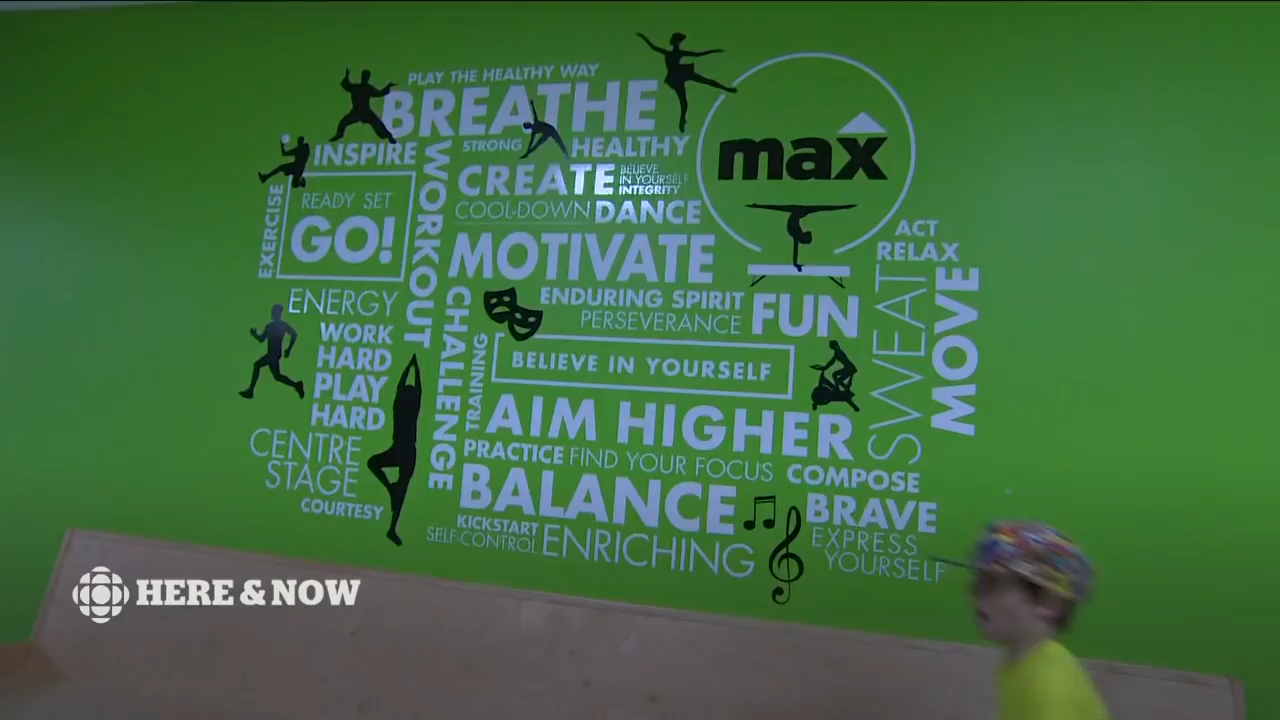 PLAY THE HEALTHY WAY
BREATHE
INSPIRE
STRONG
HEALTHY
max
WORKOUT
CREATE
BELIEVE
IN YOURSELF
INTEGRITY
EXERCISE
READY SET
GO!
COOL-DOWN
DANCE
MOTIVATE
ACT
RELAX
SWEAT
MOVE
ENERGY
CHALLENGE
ENDURING SPIRIT
PERSEVERANCE
FUN
WORK
HARD
PLAY
HARD
TRAINING
BELIEVE IN YOURSELF
AIM HIGHER
CENTRE
STAGE
COURTESY
PRACTICE
FIND YOUR FOCUS
COMPOSE
BALANCE
BRAVE
KICKSTART
SELF-CONTROL
ENRICHING
EXPRESS
YOURSELF
HERE & NOW